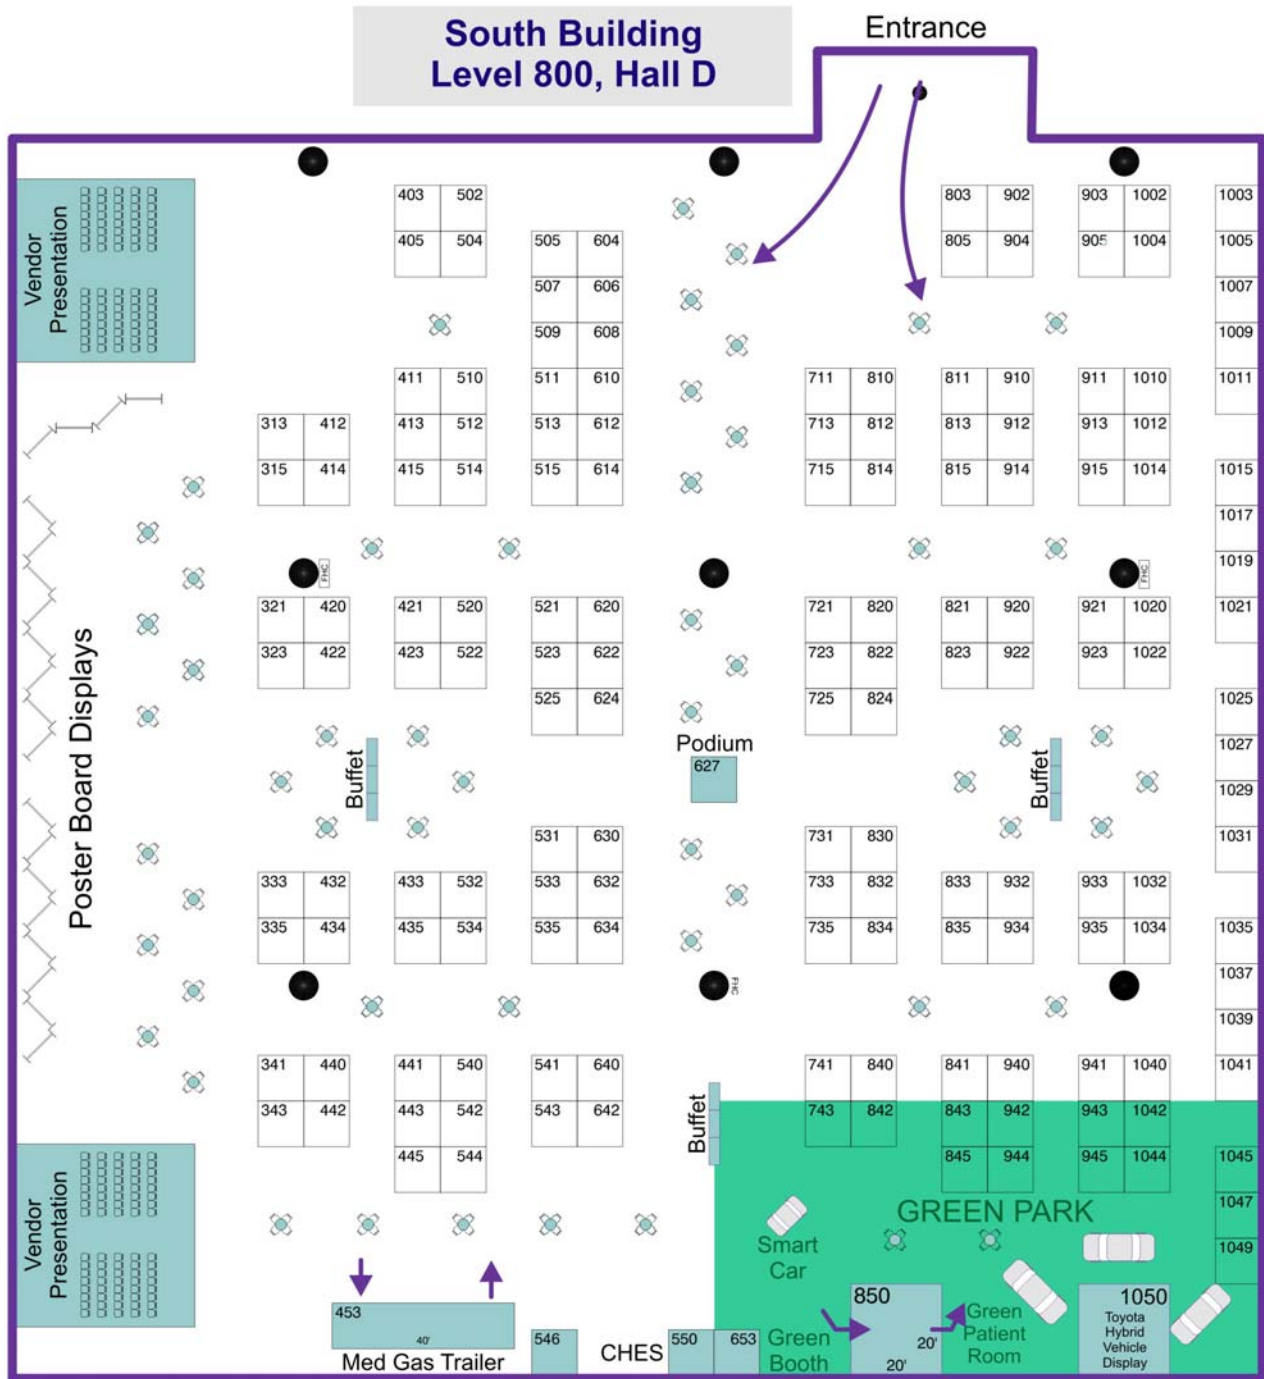 South Building
Level 800, Hall D
Entrance
Vendor
Presentation
403 502 803 902 903 1002 1003
405 504 505 604 805 904 905 1004 1005
507 606 1007
509 608 1009
411 510 511 610 711 810 811 910 911 1010 1011
313 412 413 512 513 612 713 812 813 912 913 1012
315 414 415 514 515 614 715 814 815 914 915 1014 1015
1017
FHC FHC 1019
321 420 421 520 521 620 721 820 821 920 921 1020 1021
323 422 423 522 523 622 723 822 823 922 923 1022
525 624 725 824 1025
Poster Board Displays
Podium
627
1027
Buffet
Buffet
1029
531 630 731 830 1031
333 432 433 532 533 632 733 832 833 932 933 1032
335 434 435 534 535 634 735 834 835 934 935 1034 1035
FHC
1037
1039
341 440 441 540 541 640 741 840 841 940 941 1040 1041
343 442 443 542 543 642 743 842 843 942 943 1042
Buffet
445 544 845 944 945 1044 1045
Vendor
Presentation
1047
GREEN PARK
1049
Smart
Car
453
40'
Med Gas Trailer
546
CHES
550 653
Green
Booth
850
20'
20'
Green
Patient
Room
1050
Toyota
Hybrid
Vehicle
Display